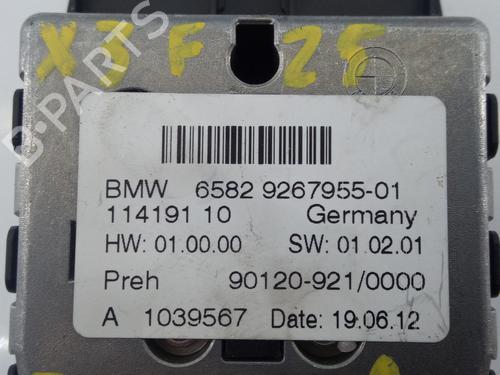 X3 F 25
BMW 6582 9267955-01
114191 10 Germany
HW: 01.00.00 SW: 01.02.01
Preh 90120-921/0000
A 1039567 Date: 19.06.12
B-PARTS